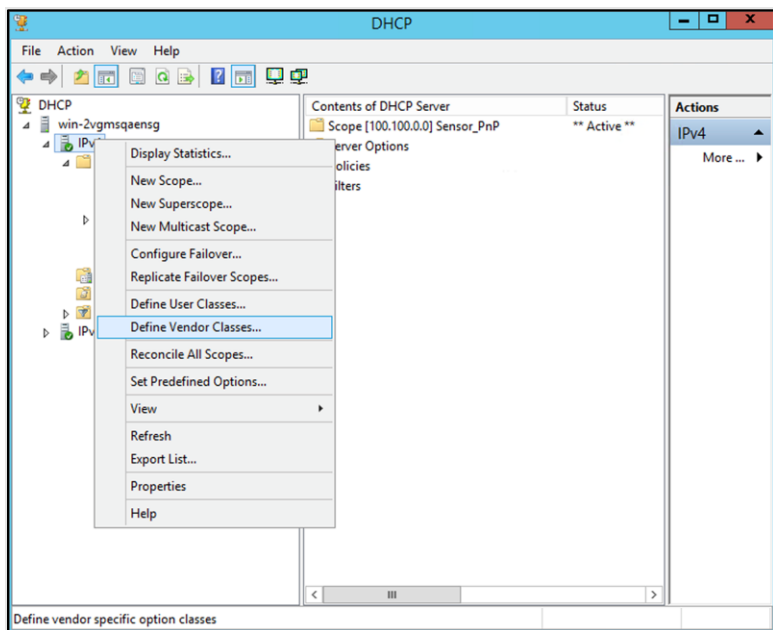 DHCP
File Action View Help
DHCP
win-2vgmsqaensg
IPv
IPv
Display Statistics...
New Scope...
New Superscope...
New Multicast Scope...
Configure Failover...
Replicate Failover Scopes...
Define User Classes...
Define Vendor Classes...
Reconcile All Scopes...
Set Predefined Options...
View
Refresh
Export List...
Properties
Help
Contents of DHCP Server Status
Scope [100.100.0.0] Sensor_PnP ** Active **
erver Options
olicies
ilters
Actions
IPv4
More ...
Define vendor specific option classes